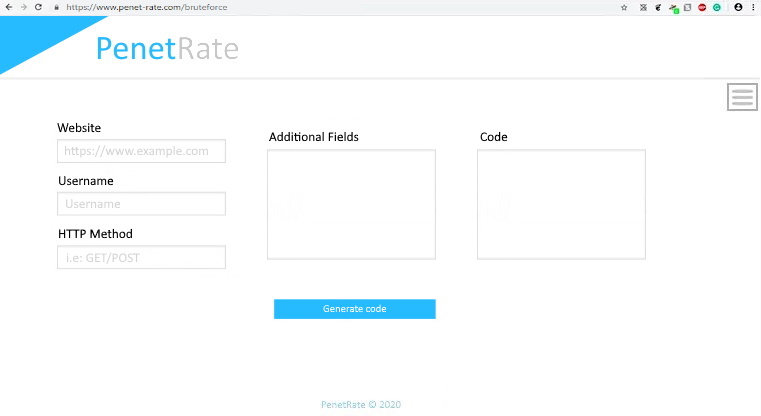 https://www.penet-rate.com/bruteforce
PenetRate
Website
https://www.example.com
Username
Username
HTTP Method
i.e: GET/POST
Additional Fields
Code
Generate code
PenetRate © 2020